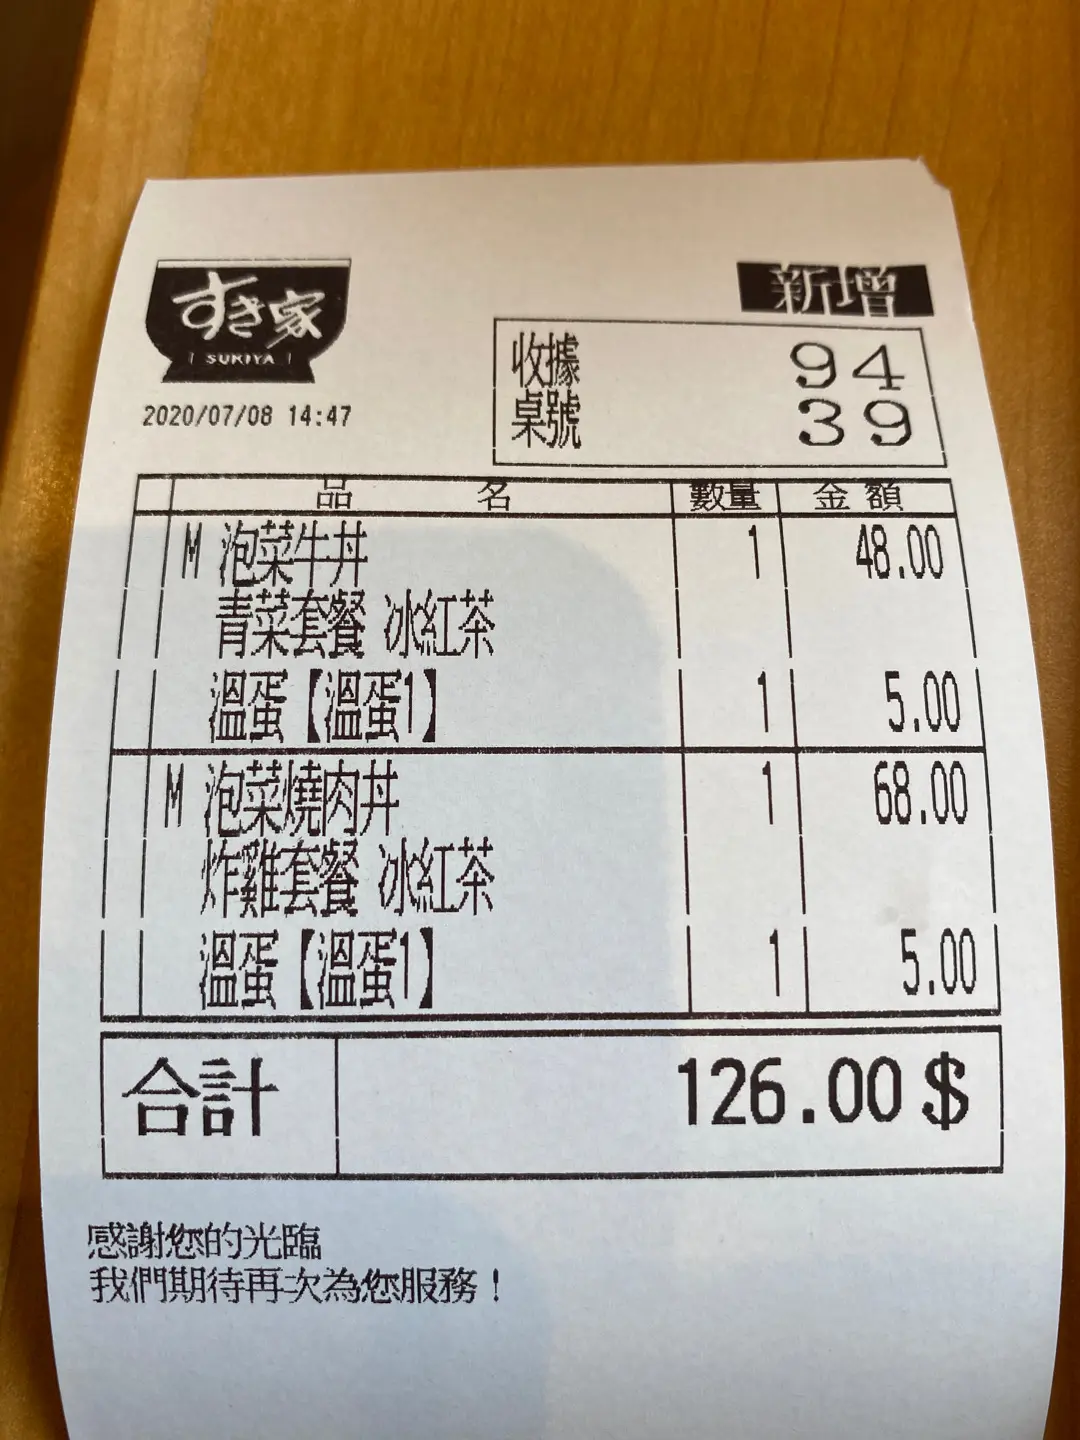 すき家
SUKIYA
新增
2020/07/08 14:47
收據 94
桌號 39
品名 數量 金額
M 泡菜牛丼 1 48.00
青菜套餐 冰紅茶
溫蛋【溫蛋1】 1 5.00
M 泡菜燒肉丼 1 68.00
炸雞套餐 冰紅茶
溫蛋【溫蛋1】 1 5.00
合計 126.00$
感謝您的光臨
我們期待再次為您服務！